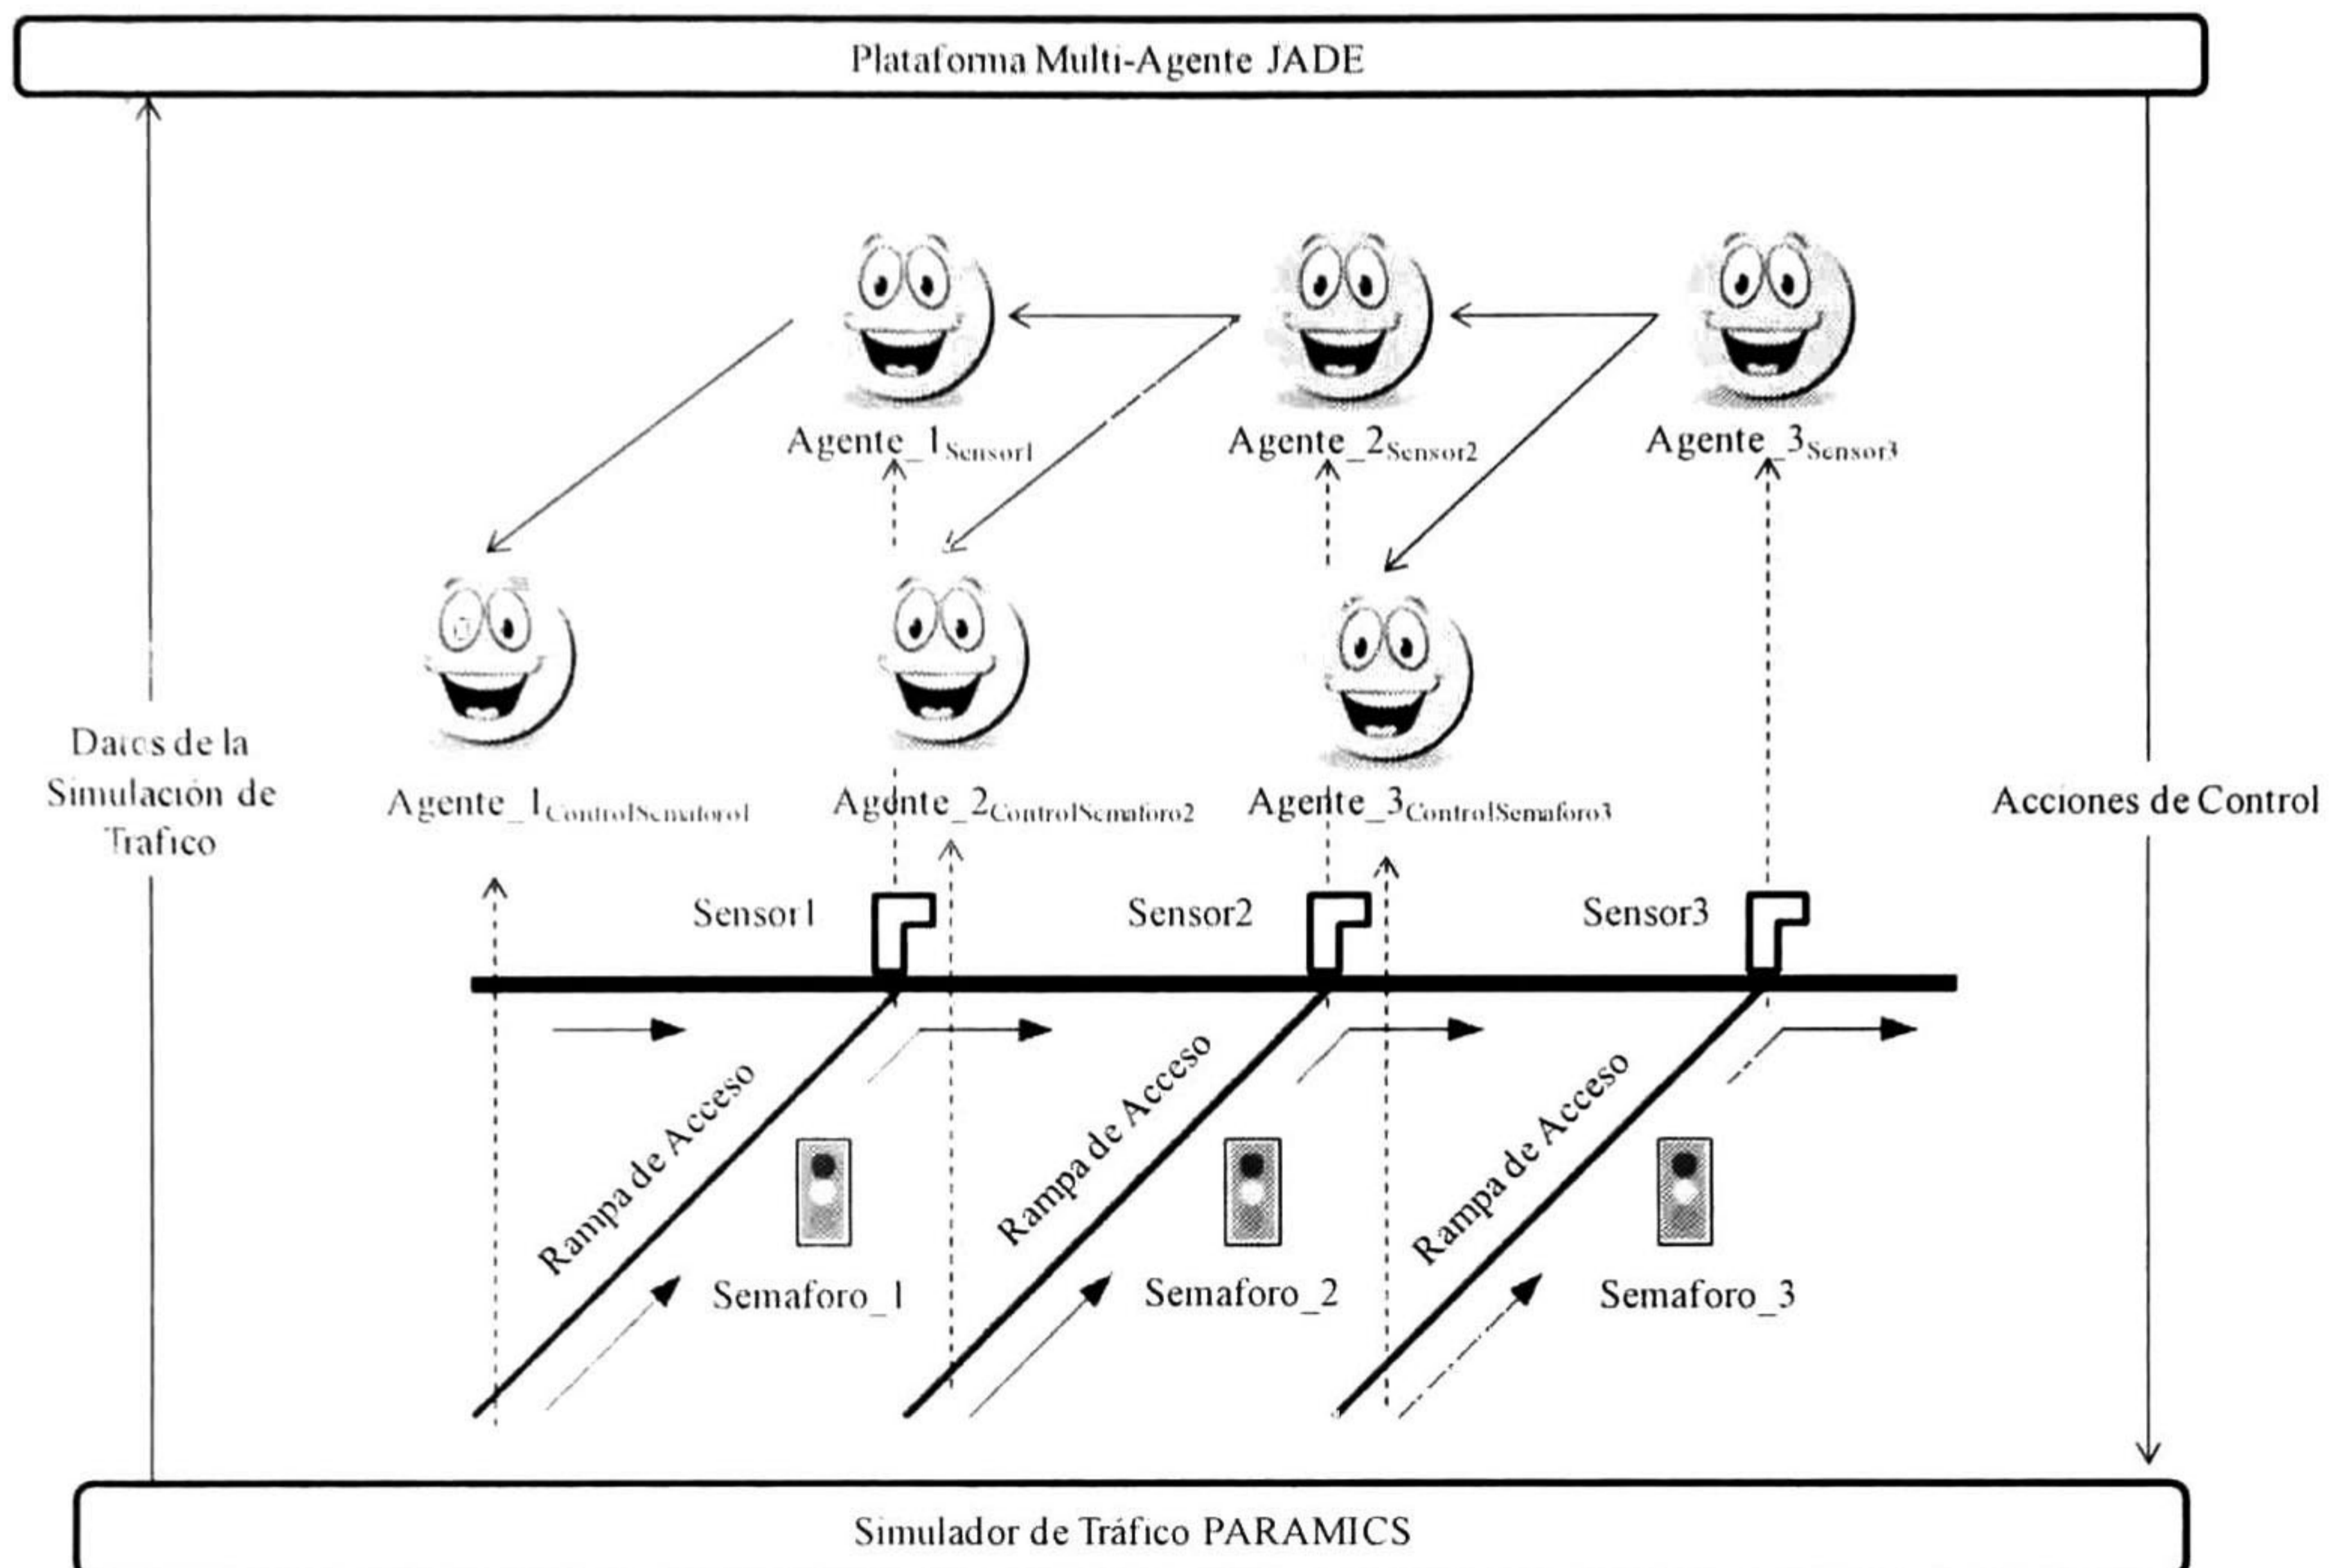 Plataforma Multi-Agente JADE
Agente_1Sensor1
Agente_2Sensor2
Agente_3Sensor3
Datos de la
Simulación de
Trafico
Agente_1ControlSemaforo1
Agente_2ControlSemaforo2
Agente_3ControlSemaforo3
Acciones de Control
Sensor1
Sensor2
Sensor3
Rampa de Acceso
Rampa de Acceso
Rampa de Acceso
Semaforo_1
Semaforo_2
Semaforo_3
Simulador de Tráfico PARAMICS